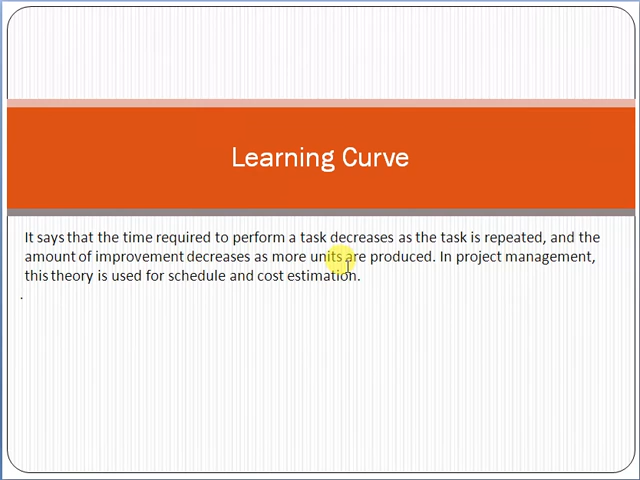 Learning Curve
It says that the time required to perform a task decreases as the task is repeated, and the
amount of improvement decreases as more units are produced. In project management,
this theory is used for schedule and cost estimation.
.